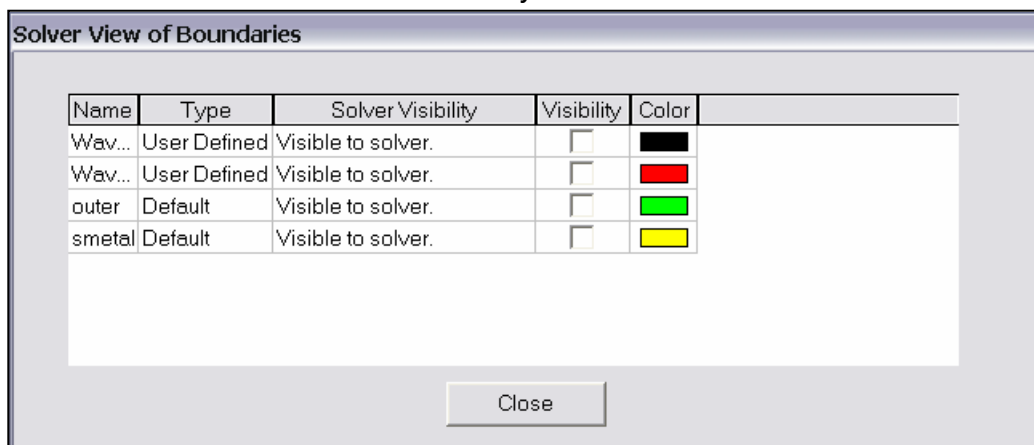 Solver View of Boundaries
Name Type Solver Visibility Visibility Color
Wav... User Defined Visible to solver.
Wav... User Defined Visible to solver.
outer Default Visible to solver.
smetal Default Visible to solver.
Close